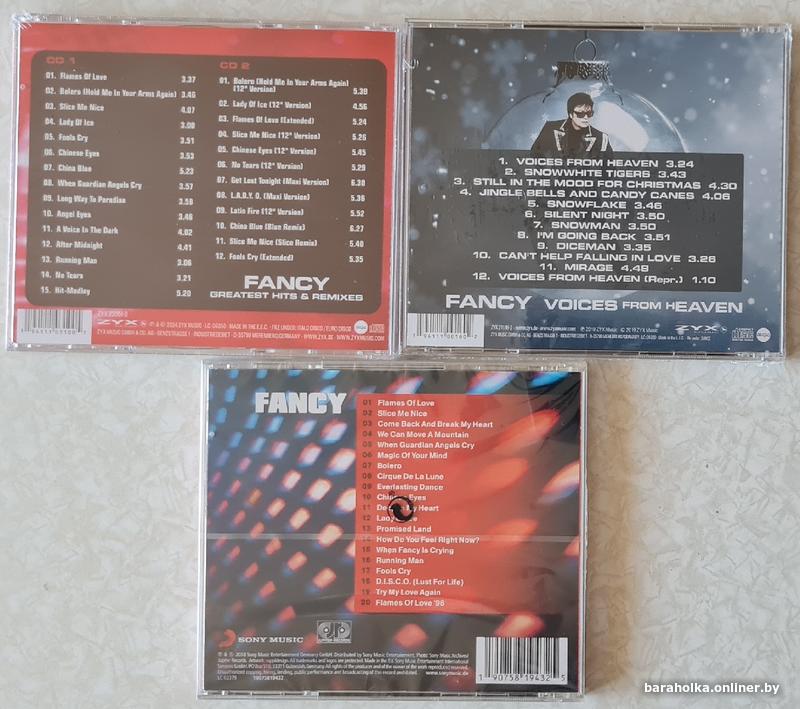 CD 1
01. Flames Of Love 3.37
02. Bolero (Hold Me In Your Arms Again) 3.46
03. Slice Me Nice 4.07
04. Lady Of Ice 3.00
05. Fools Cry 3.51
06. Chinese Eyes 3.53
07. China Blue 5.23
08. When Guardian Angels Cry 3.57
09. Long Way To Paradise 3.58
10. Angel Eyes 3.46
11. A Voice In The Dark 4.02
12. After Midnight 4.41
13. Running Man 3.06
14. No Tears 3.21
15. Hit-Medley 5.20
CD 2
01. Bolero (Hold Me In Your Arms Again)
(12" Version) 5.39
02. Lady Of Ice (12" Version) 4.56
03. Flames Of Love (Extended) 5.24
04. Slice Me Nice (12" Version) 5.26
05. Chinese Eyes (12" Version) 5.45
06. No Tears (12" Version) 5.29
07. Get Lost Tonight (Maxi Version) 6.30
08. L.A.D.Y. O. (Maxi Version) 5.36
09. Latin Fire (12" Version) 5.52
10. China Blue (Blue Remix) 6.27
11. Slice Me Nice (Slice Remix) 5.40
12. Fools Cry (Extended) 5.35
FANCY
GREATEST HITS & REMIXES
ZYX
1. VOICES FROM HEAVEN 3.24
2. SNOWWHITE TIGERS 3.43
3. STILL IN THE MOOD FOR CHRISTMAS 4.30
4. JINGLE BELLS AND CANDY CANES 4.06
5. SNOWFLAKE 3.46
6. SILENT NIGHT 3.50
7. SNOWMAN 3.50
8. I'M GOING BACK 3.51
9. DICEMAN 3.35
10. CAN'T HELP FALLING IN LOVE 3.26
11. MIRAGE 4.48
12. VOICES FROM HEAVEN (Repr.) 1.10
FANCY VOICES FROM HEAVEN
ZYX
FANCY
01 Flames Of Love
02 Slice Me Nice
03 Come Back And Break My Heart
04 We Can Move A Mountain
05 When Guardian Angels Cry
06 Magic Of Your Mind
07 Bolero
08 Cirque De La Lune
09 Everlasting Dance
10 Eyes
11 My Heart
12
13 Promised Land
14 How Do You Feel Right Now?
15 When Fancy Is Crying
16 Running Man
17 Fools Cry
18 D.I.S.C.O. (Lust For Life)
19 Try My Love Again
20 Flames Of Love '98
SONY MUSIC
1 90758 19432 5
baraholka.onliner.by